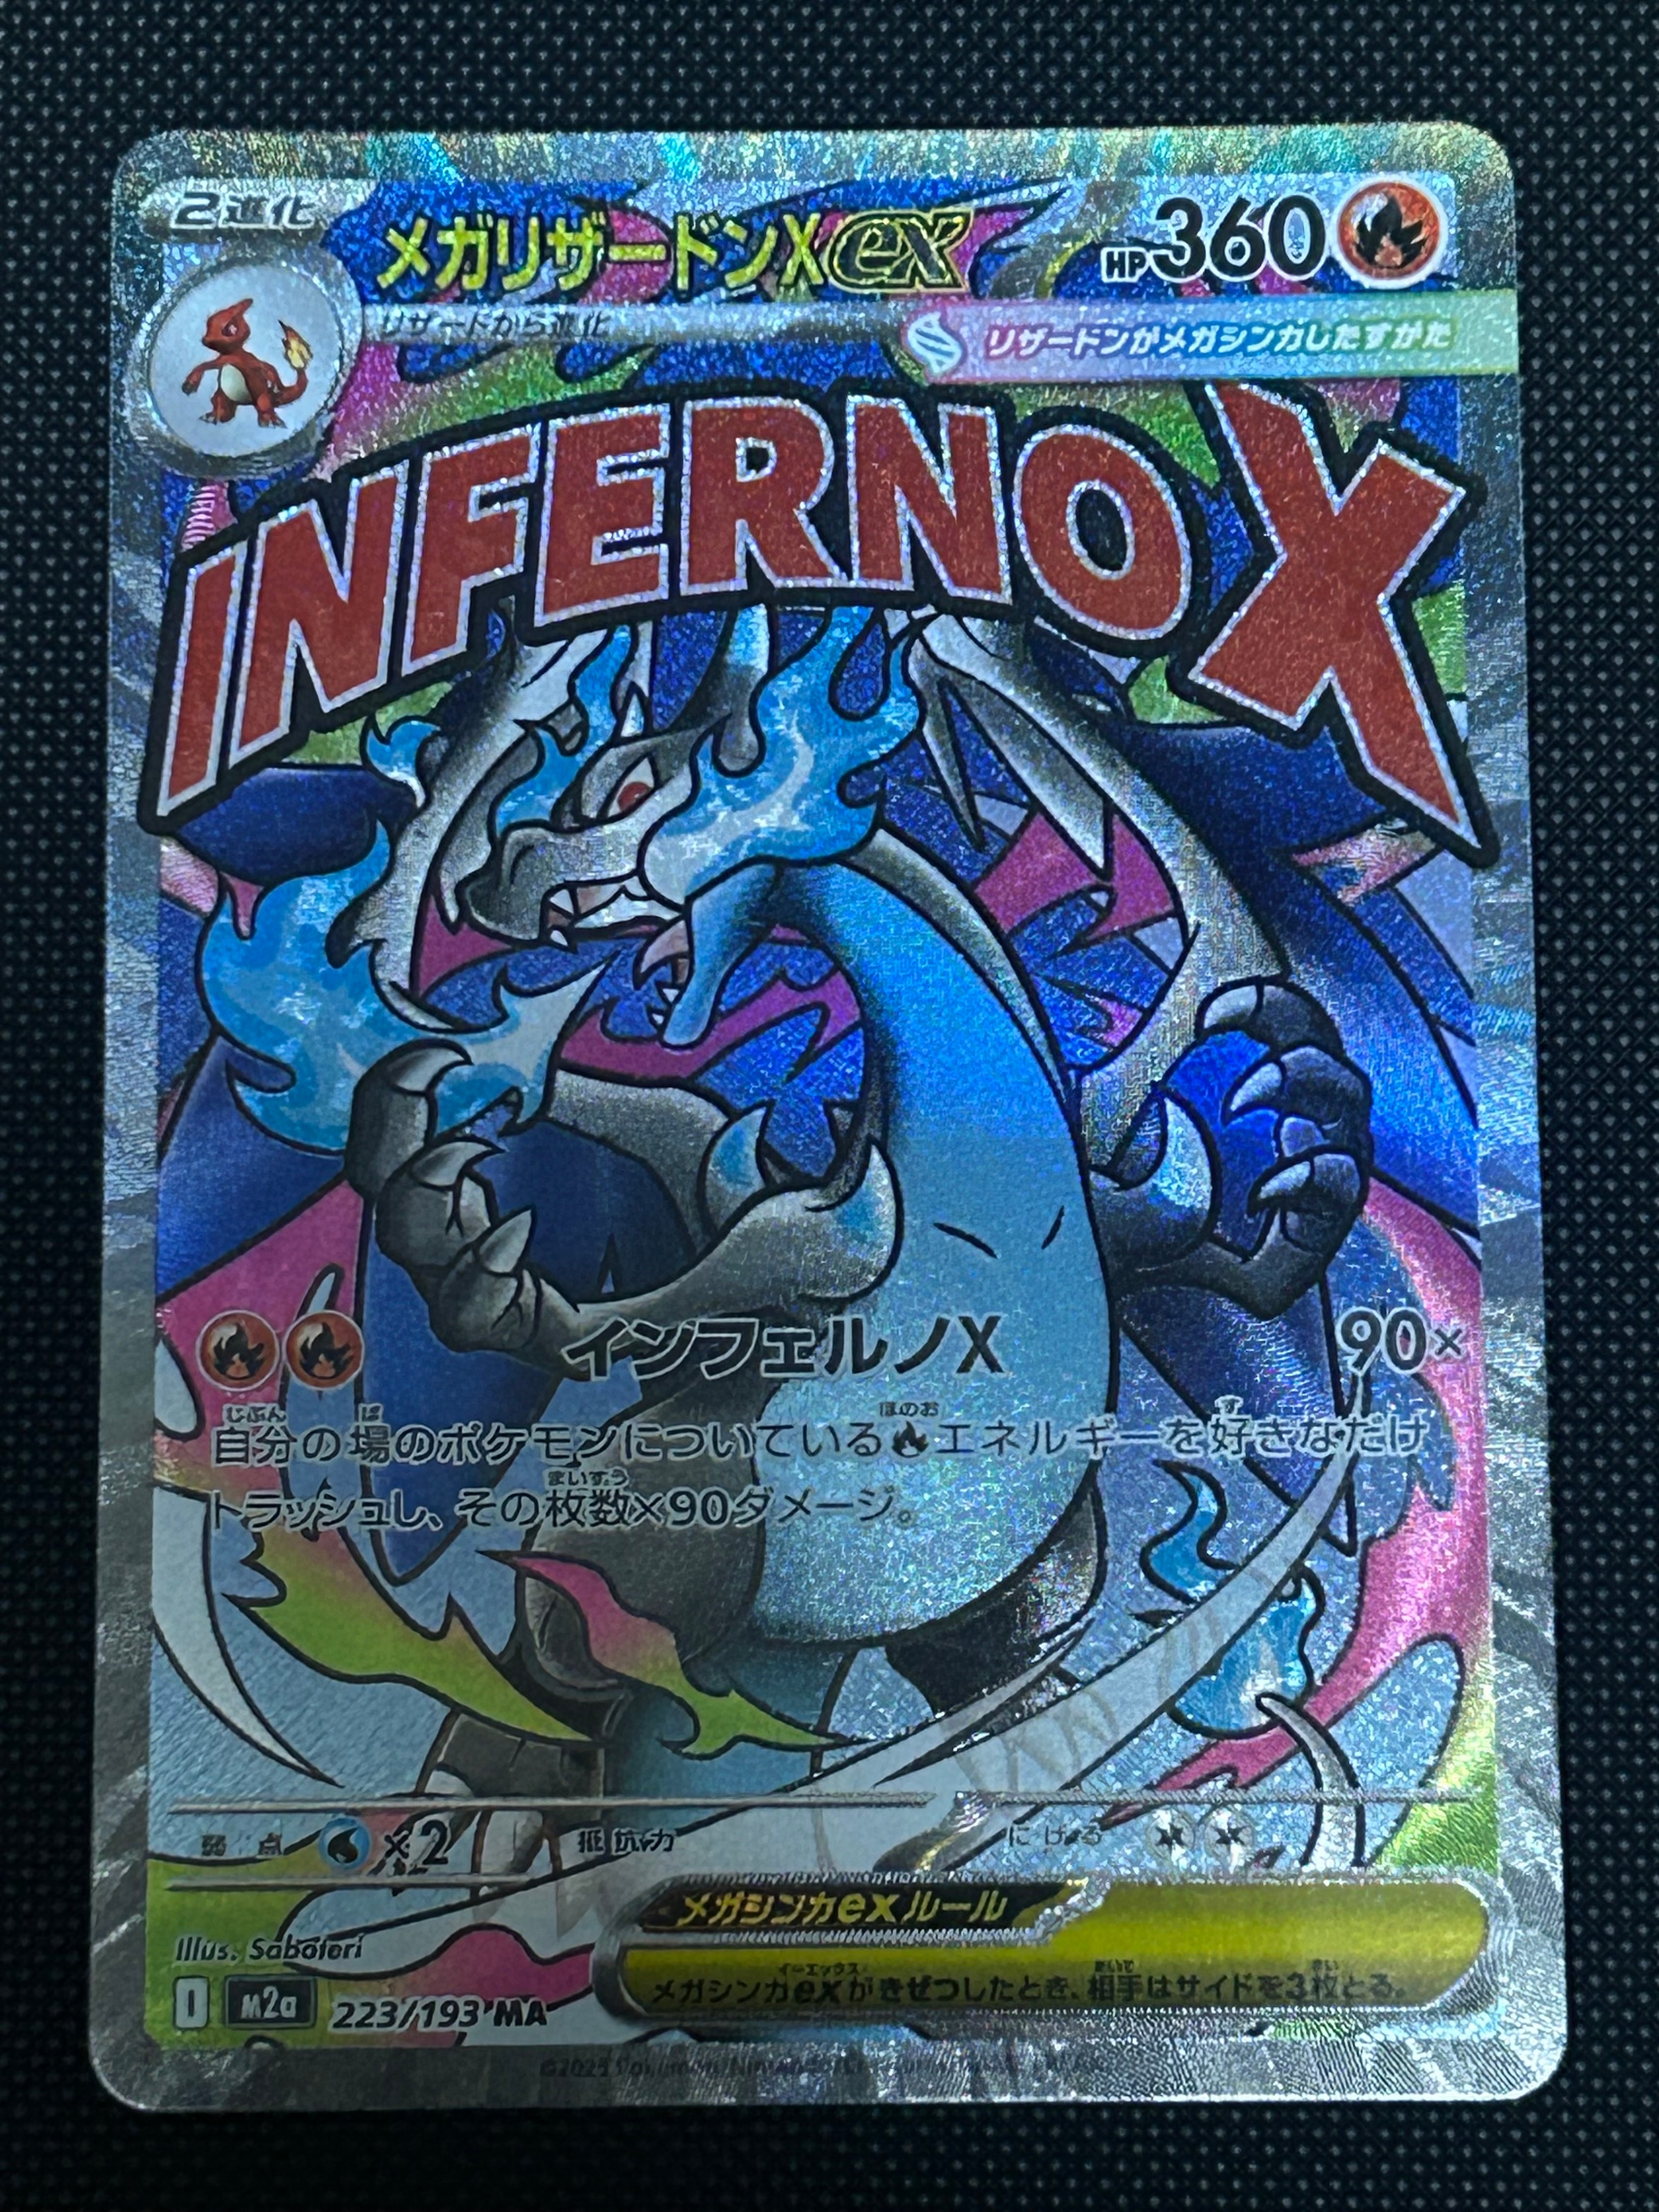 2進化
メガリザードンXex
HP360
リザードから進化
リザードンがメガシンカしたすがた
INFERNO X
インフェルノX 90×
自分の場のポケモンについているエネルギーを好きなだけ
トラッシュし、その枚数×90ダメージ。
弱点 ×2 抵抗力 にげる
メガシンカexルール
メガシンカexがきぜつしたとき、相手はサイドを3枚とる。
Illus. Saboteri
I M2a 223/193 MA
©2025 Pokémon/Nintendo